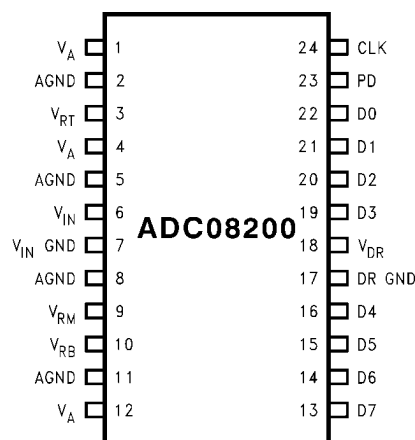 V_A 1 24 CLK
AGND 2 23 PD
V_RT 3 22 D0
V_A 4 21 D1
AGND 5 20 D2
V_IN 6 19 D3
ADC08200
V_IN GND 7 18 V_DR
AGND 8 17 DR GND
V_RM 9 16 D4
V_RB 10 15 D5
AGND 11 14 D6
V_A 12 13 D7